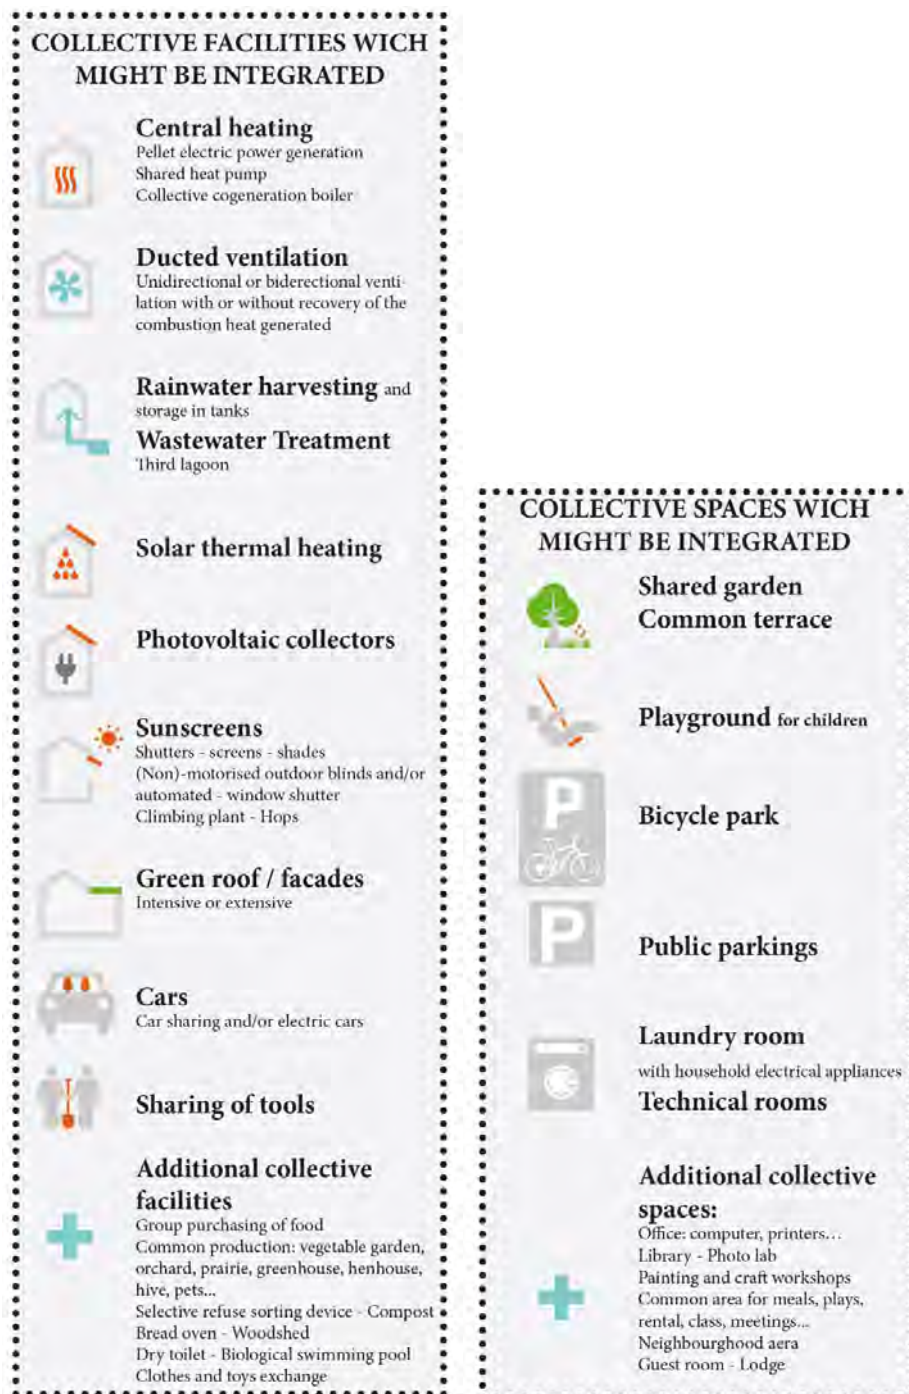 COLLECTIVE FACILITIES WICH
MIGHT BE INTEGRATED
Central heating
Pellet electric power generation
Shared heat pump
Collective cogeneration boiler
Ducted ventilation
Unidirectional or biderectional venti-
lation with or without recovery of the
combustion heat generated
Rainwater harvesting and
storage in tanks
Wastewater Treatment
Third lagoon
Solar thermal heating
Photovoltaic collectors
Sunscreens
Shutters - screens - shades
(Non)-motorised outdoor blinds and/or
automated - window shutter
Climbing plant - Hops
Green roof / facades
Intensive or extensive
Cars
Car sharing and/or electric cars
Sharing of tools
Additional collective
facilities
Group purchasing of food
Common production: vegetable garden,
orchard, prairie, greenhouse, henhouse,
hive, pets...
Selective refuse sorting device - Compost
Bread oven - Woodshed
Dry toilet - Biological swimming pool
Clothes and toys exchange
COLLECTIVE SPACES WICH
MIGHT BE INTEGRATED
Shared garden
Common terrace
Playground for children
P
Bicycle park
P
Public parkings
Laundry room
with household electrical appliances
Technical rooms
Additional collective
spaces:
Office: computer, printers…
Library - Photo lab
Painting and craft workshops
Common area for meals, plays,
rental, class, meetings...
Neighbourghood aera
Guest room - Lodge